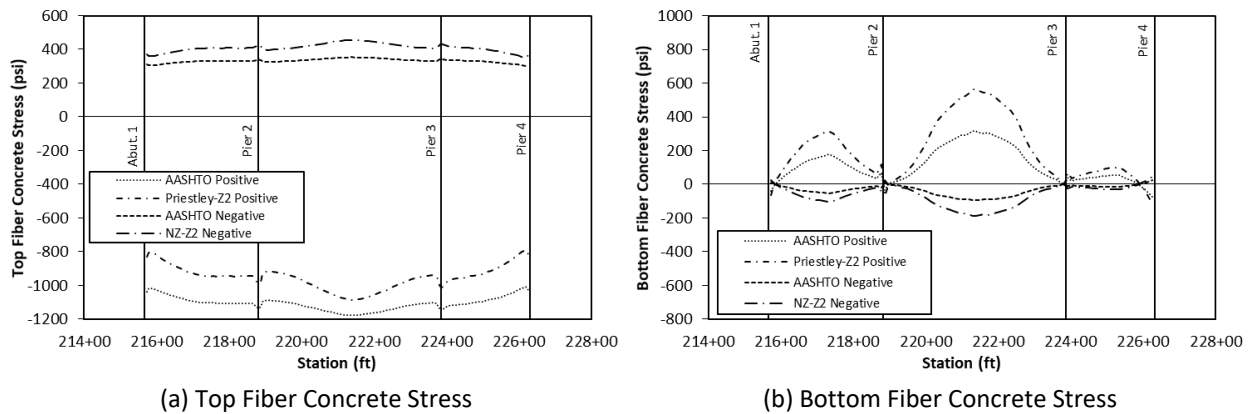 Top Fiber Concrete Stress (psi)
600
400
200
0
-200
-400
-600
-800
-1000
-1200
Abut. 1
Pier 2
Pier 3
Pier 4
AASHTO Positive
Priestley-Z2 Positive
AASHTO Negative
NZ-Z2 Negative
214+00 216+00 218+00 220+00 222+00 224+00 226+00 228+00
Station (ft)
(a) Top Fiber Concrete Stress
Bottom Fiber Concrete Stress (psi)
1000
800
600
400
200
0
-200
-400
-600
-800
Abut. 1
Pier 2
Pier 3
Pier 4
AASHTO Positive
Priestley-Z2 Positive
AASHTO Negative
NZ-Z2 Negative
214+00 216+00 218+00 220+00 222+00 224+00 226+00 228+00
Station (ft)
(b) Bottom Fiber Concrete Stress